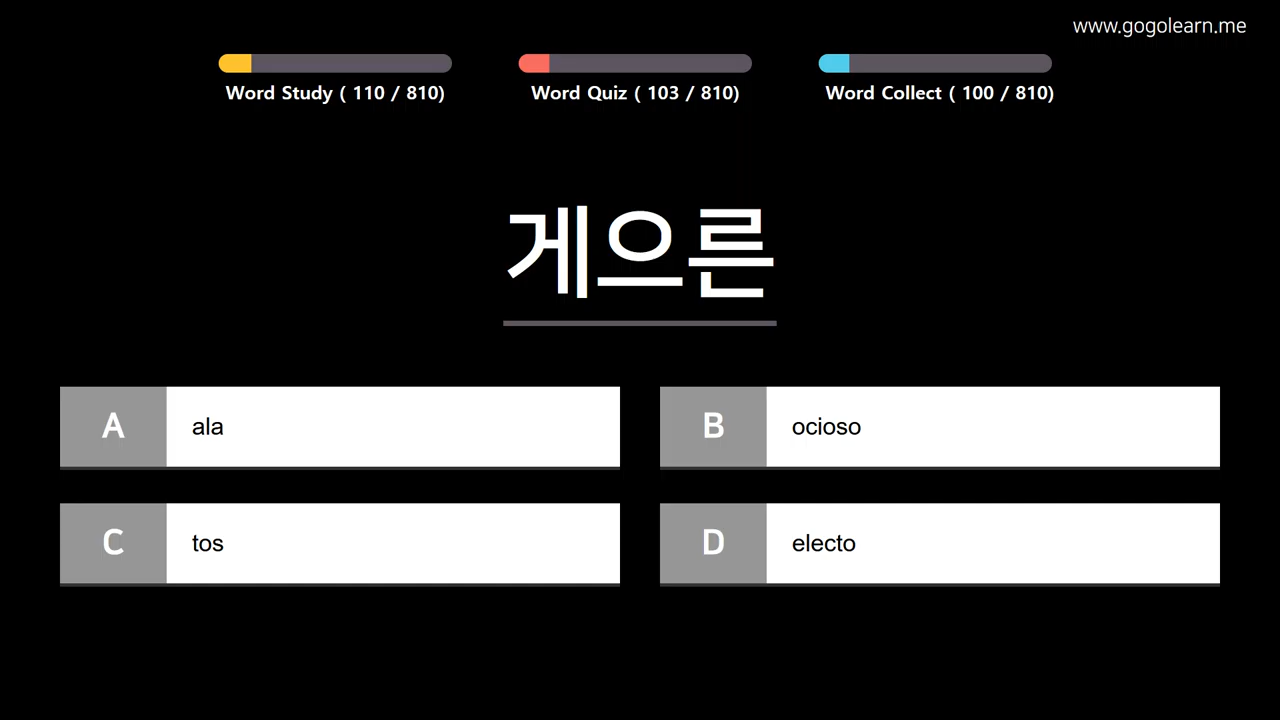 www.gogolearn.me
Word Study ( 110 / 810)
Word Quiz ( 103 / 810)
Word Collect ( 100 / 810)
게으른
A ala
B ocioso
C tos
D electo